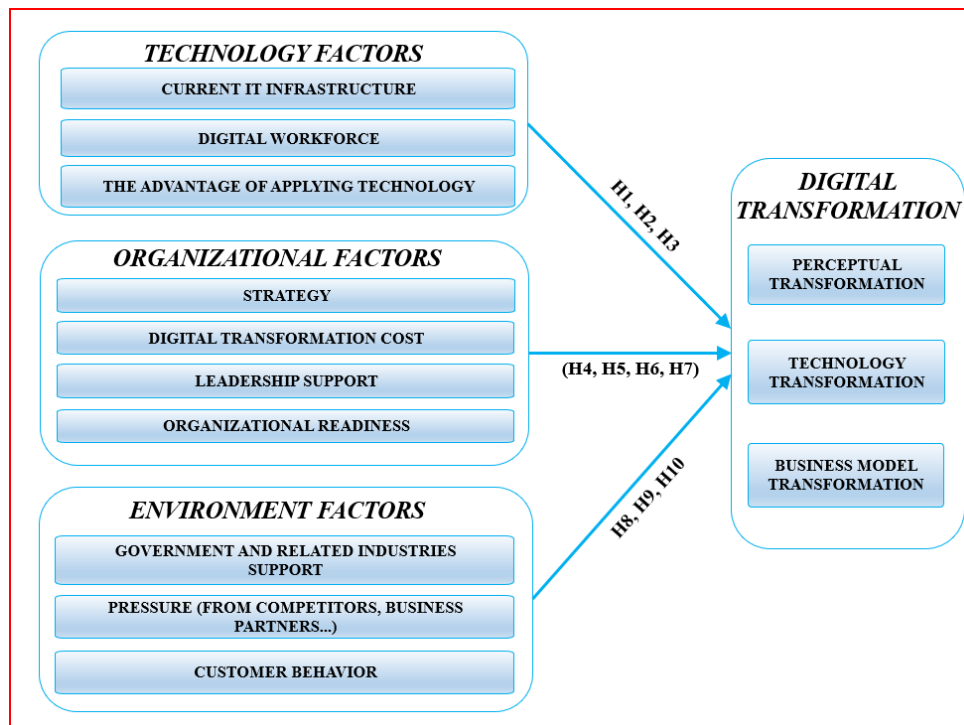 TECHNOLOGY FACTORS
CURRENT IT INFRASTRUCTURE
DIGITAL WORKFORCE
THE ADVANTAGE OF APPLYING TECHNOLOGY
ORGANIZATIONAL FACTORS
STRATEGY
DIGITAL TRANSFORMATION COST
LEADERSHIP SUPPORT
ORGANIZATIONAL READINESS
ENVIRONMENT FACTORS
GOVERNMENT AND RELATED INDUSTRIES
SUPPORT
PRESSURE (FROM COMPETITORS, BUSINESS
PARTNERS...)
CUSTOMER BEHAVIOR
H1, H2, H3
(H4, H5, H6, H7)
H8, H9, H10
DIGITAL
TRANSFORMATION
PERCEPTUAL
TRANSFORMATION
TECHNOLOGY
TRANSFORMATION
BUSINESS MODEL
TRANSFORMATION